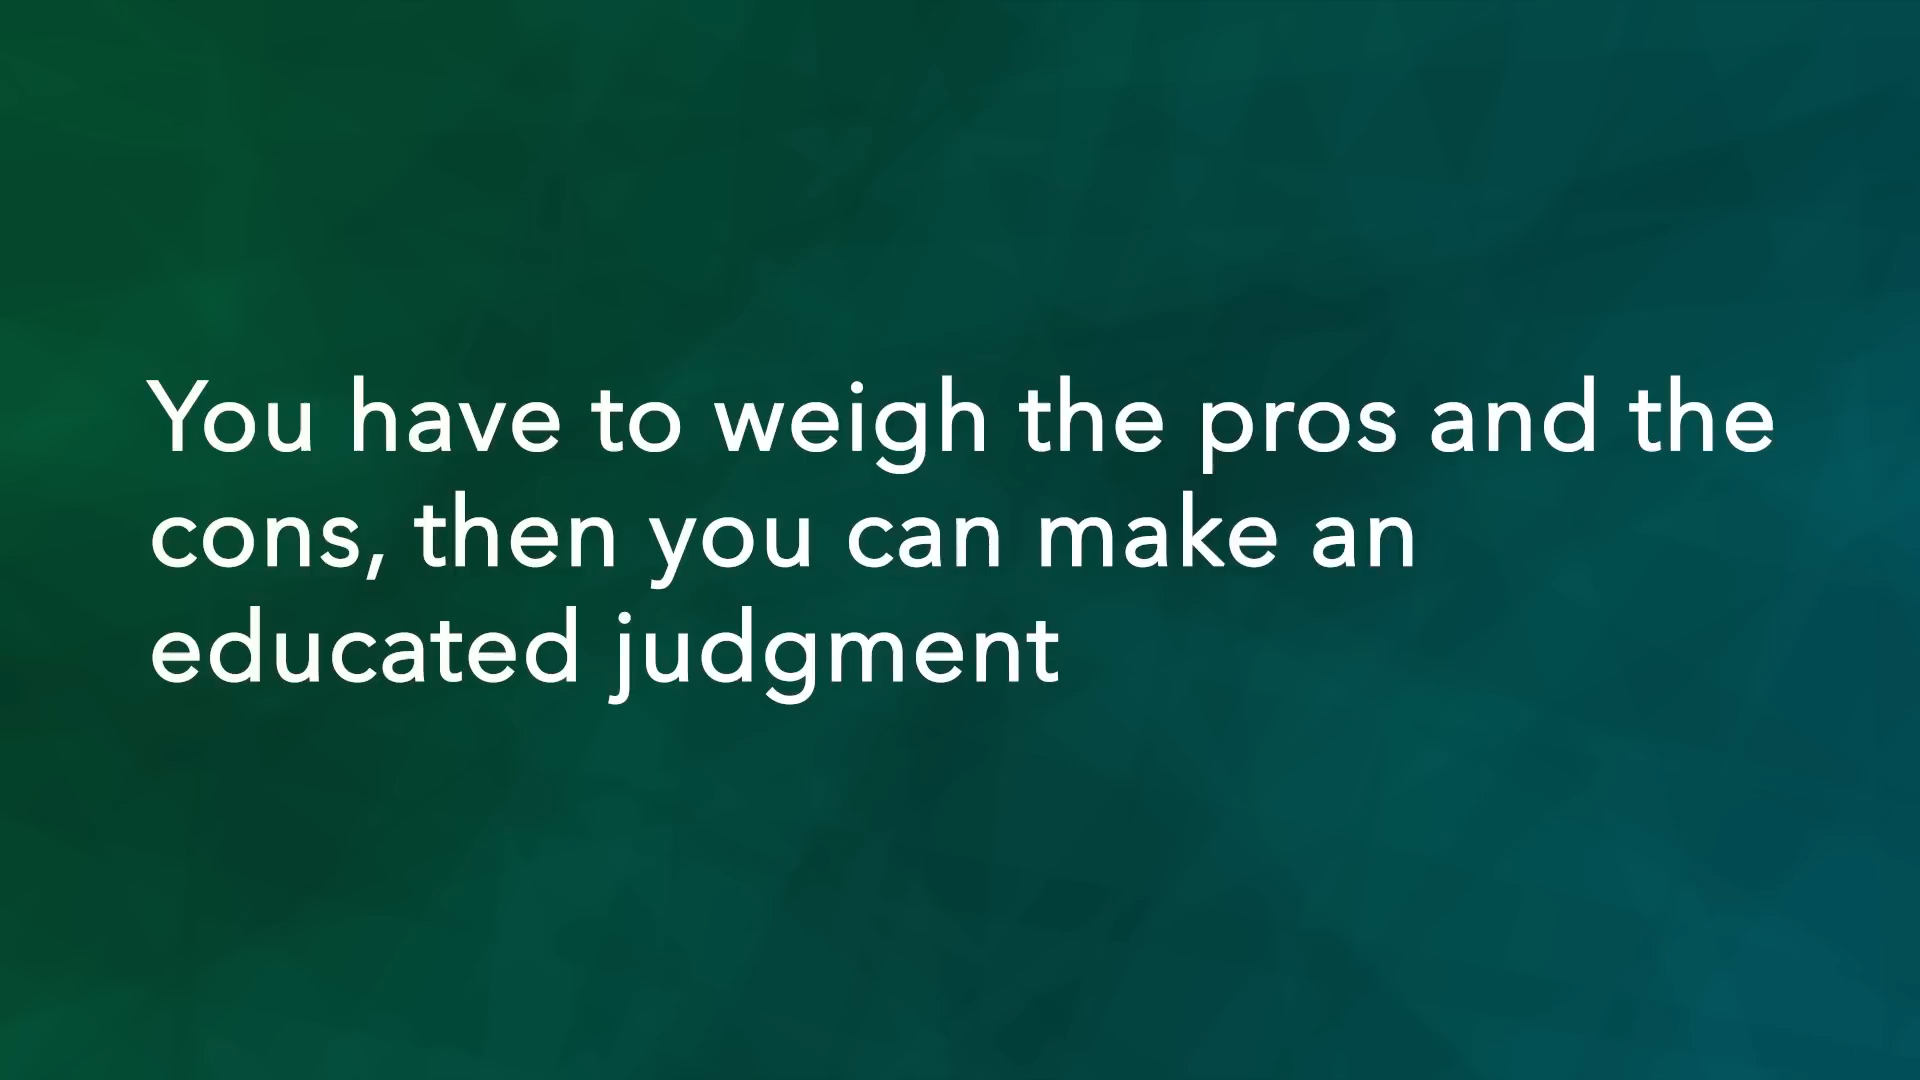 You have to weigh the pros and the
cons, then you can make an
educated judgment